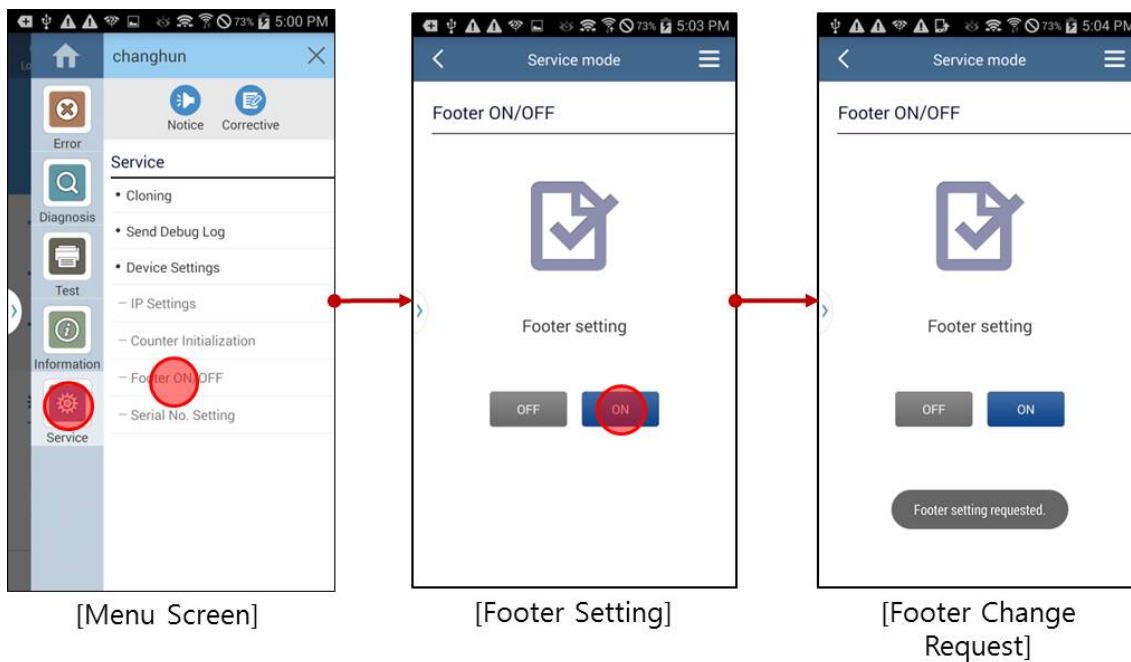 73% 5:00 PM
changhun
Notice Corrective
Error
Diagnosis
Test
Information
Service
Service
• Cloning
• Send Debug Log
• Device Settings
– IP Settings
– Counter Initialization
– Footer ON/OFF
– Serial No. Setting
[Menu Screen]
73% 5:03 PM
Service mode
Footer ON/OFF
Footer setting
OFF ON
[Footer Setting]
73% 5:04 PM
Service mode
Footer ON/OFF
Footer setting
OFF ON
Footer setting requested.
[Footer Change
Request]